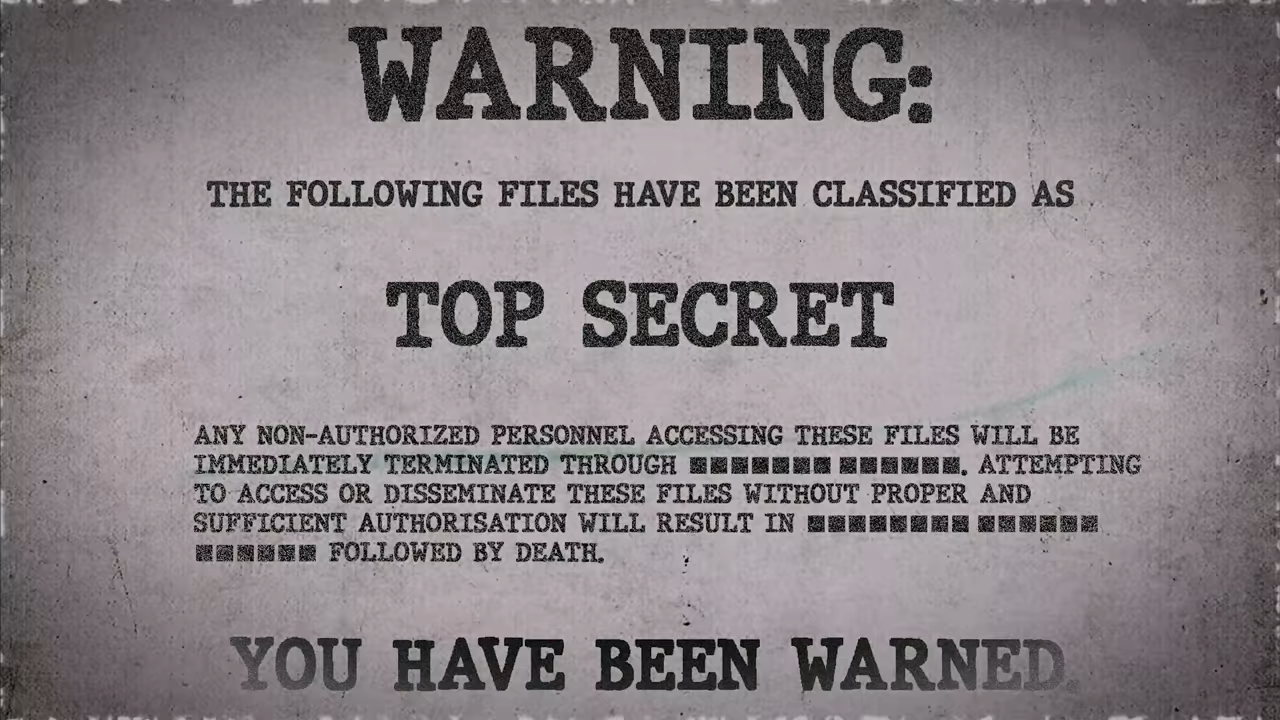 WARNING:
THE FOLLOWING FILES HAVE BEEN CLASSIFIED AS
TOP SECRET
ANY NON-AUTHORIZED PERSONNEL ACCESSING THESE FILES WILL BE
IMMEDIATELY TERMINATED THROUGH ■■■■■■■ ■■■■■■. ATTEMPTING
TO ACCESS OR DISSEMINATE THESE FILES WITHOUT PROPER AND
SUFFICIENT AUTHORISATION WILL RESULT IN ■■■■■■■■ ■■■■■■
■■■■■■ FOLLOWED BY DEATH.
YOU HAVE BEEN WARNED.